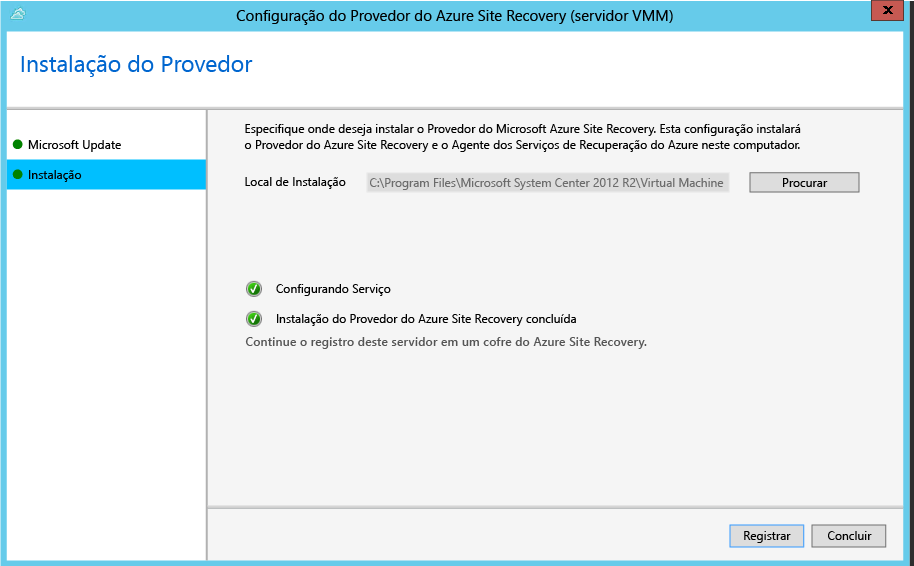 Configuração do Provedor do Azure Site Recovery (servidor VMM)
Instalação do Provedor
Microsoft Update
Instalação
Especifique onde deseja instalar o Provedor do Microsoft Azure Site Recovery. Esta configuração instalará
o Provedor do Azure Site Recovery e o Agente dos Serviços de Recuperação do Azure neste computador.
Local de Instalação
C:\Program Files\Microsoft System Center 2012 R2\Virtual Machine
Procurar
Configurando Serviço
Instalação do Provedor do Azure Site Recovery concluída
Continue o registro deste servidor em um cofre do Azure Site Recovery.
Registrar
Concluir